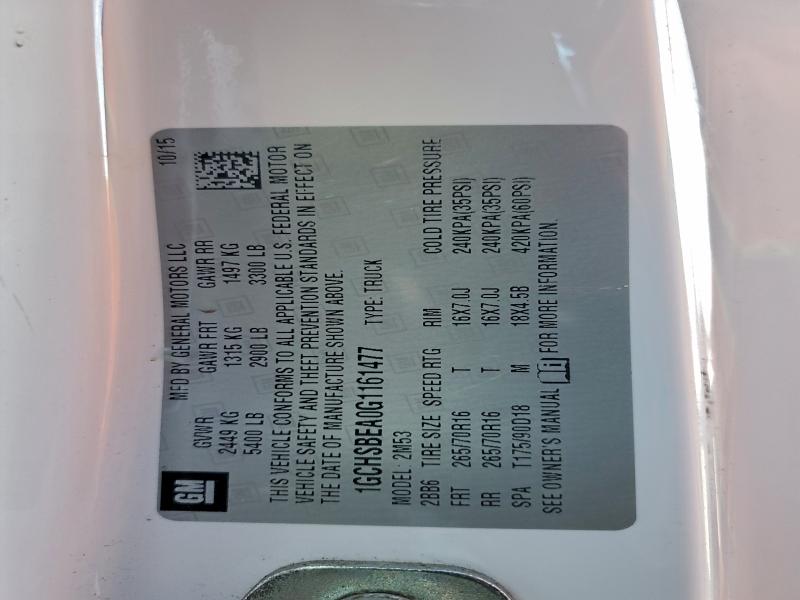 GM
MFD BY GENERAL MOTORS LLC 10/15
GVWR GAWR FRT GAWR RR
2449 KG 1315 KG 1497 KG
5400 LB 2900 LB 3300 LB
THIS VEHICLE CONFORMS TO ALL APPLICABLE U.S. FEDERAL MOTOR
VEHICLE SAFETY AND THEFT PREVENTION STANDARDS IN EFFECT ON
THE DATE OF MANUFACTURE SHOWN ABOVE.
1GCHSBEA0G1161477 TYPE: TRUCK
MODEL: 2M53
2BB6 TIRE SIZE SPEED RTG RIM COLD TIRE PRESSURE
FRT 265/70R16 T 16X7.0J 240KPA(35PSI)
RR 265/70R16 T 16X7.0J 240KPA(35PSI)
SPA T175/90D18 M 18X4.5B 420KPA(60PSI)
SEE OWNER'S MANUAL i FOR MORE INFORMATION.